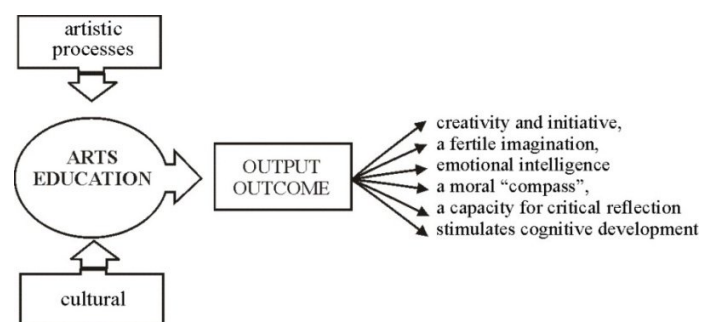 artistic
processes
ARTS
EDUCATION
OUTPUT
OUTCOME
creativity and initiative,
a fertile imagination,
emotional intelligence
a moral “compass”,
a capacity for critical reflection
stimulates cognitive development
cultural